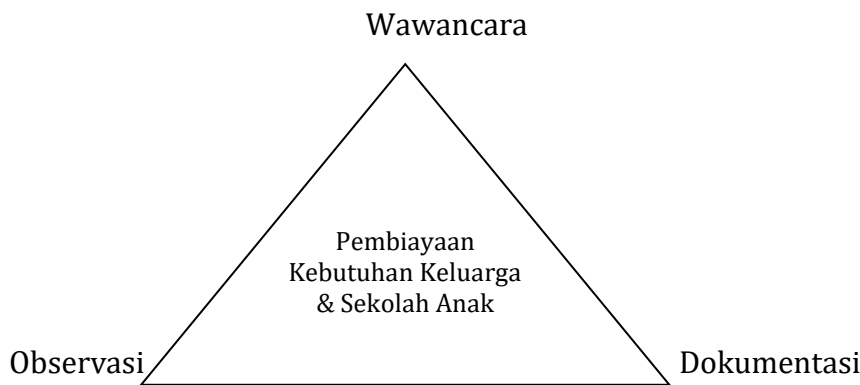 Wawancara
Pembiayaan
Kebutuhan Keluarga
& Sekolah Anak
Observasi
Dokumentasi